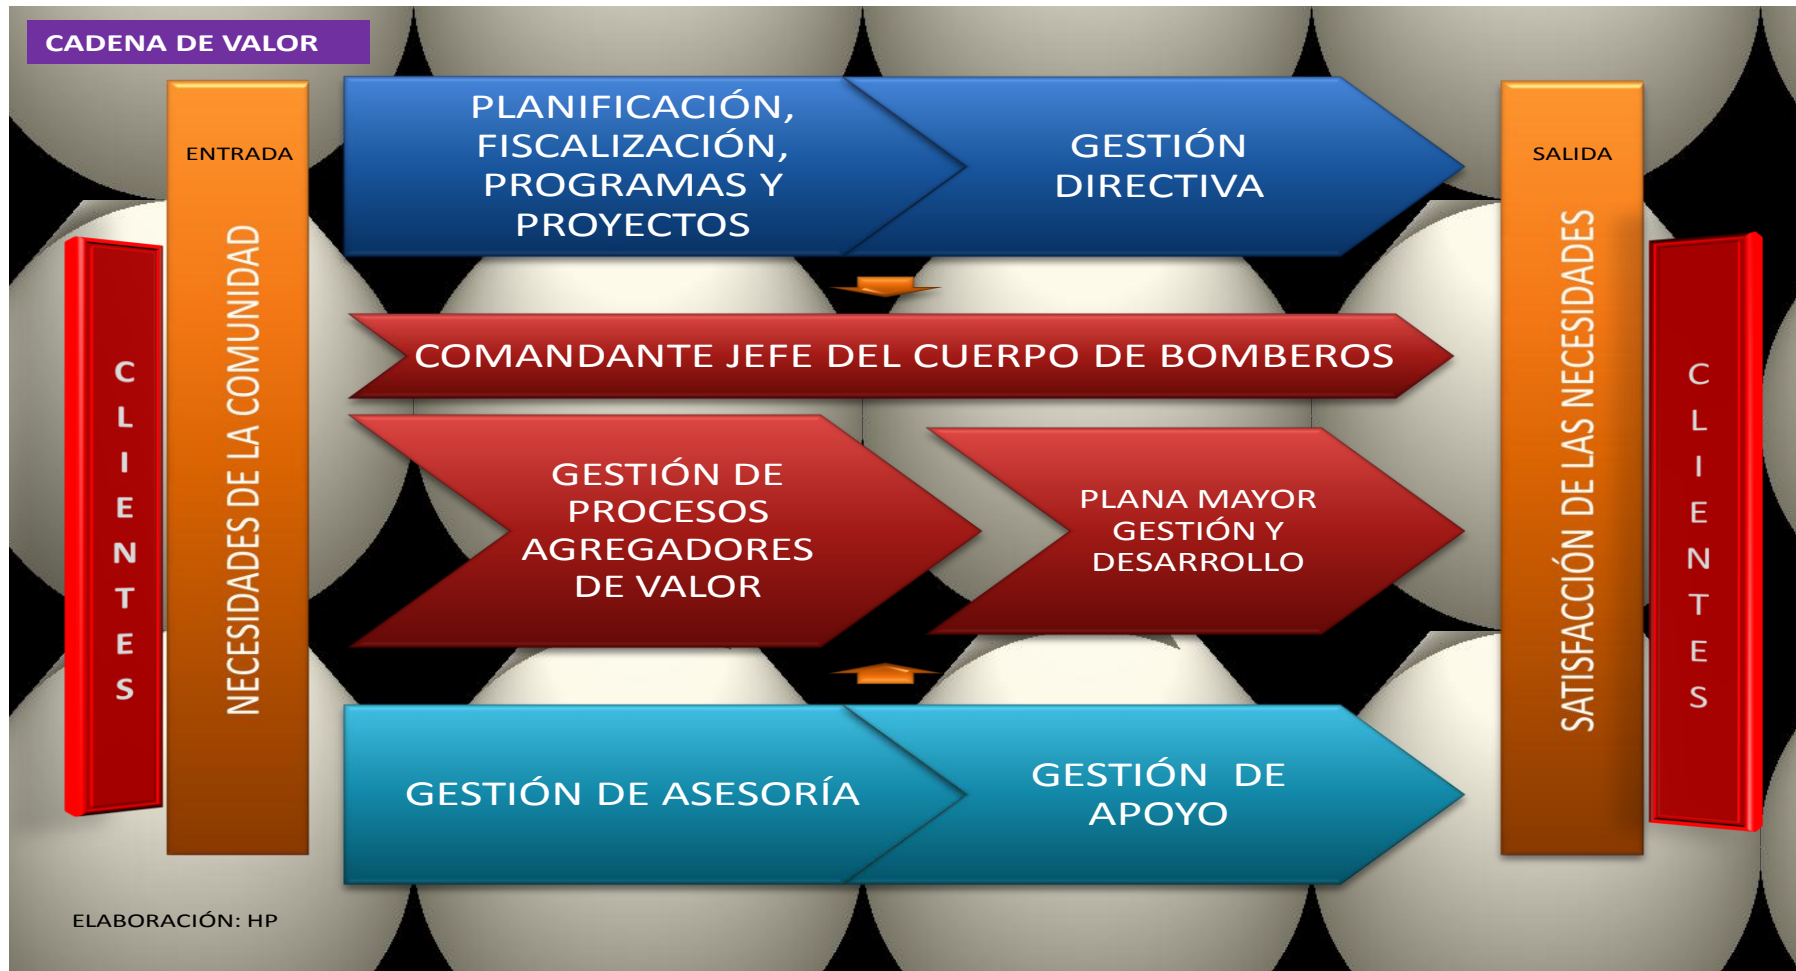 CADENA DE VALOR
CLIENTES
ENTRADA
NECESIDADES DE LA COMUNIDAD
PLANIFICACIÓN,
FISCALIZACIÓN,
PROGRAMAS Y
PROYECTOS
GESTIÓN
DIRECTIVA
COMANDANTE JEFE DEL CUERPO DE BOMBEROS
GESTIÓN DE
PROCESOS
AGREGADORES
DE VALOR
PLANA MAYOR
GESTIÓN Y
DESARROLLO
GESTIÓN DE ASESORÍA
GESTIÓN DE
APOYO
SALIDA
SATISFACCIÓN DE LAS NECESIDADES
CLIENTES
ELABORACIÓN: HP